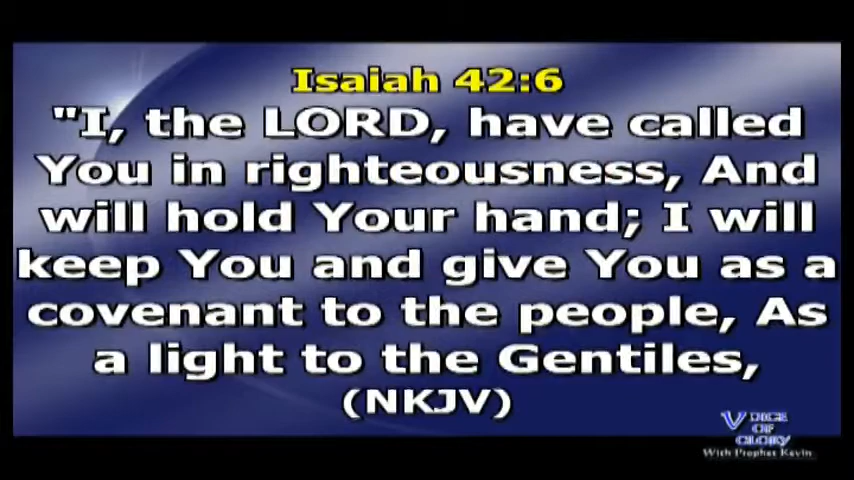 Isaiah 42:6
"I, the LORD, have called
You in righteousness, And
will hold Your hand; I will
keep You and give You as a
covenant to the people, As
a light to the Gentiles,
(NKJV)
VOICE
OF
GLORY
With Prophet Kevin